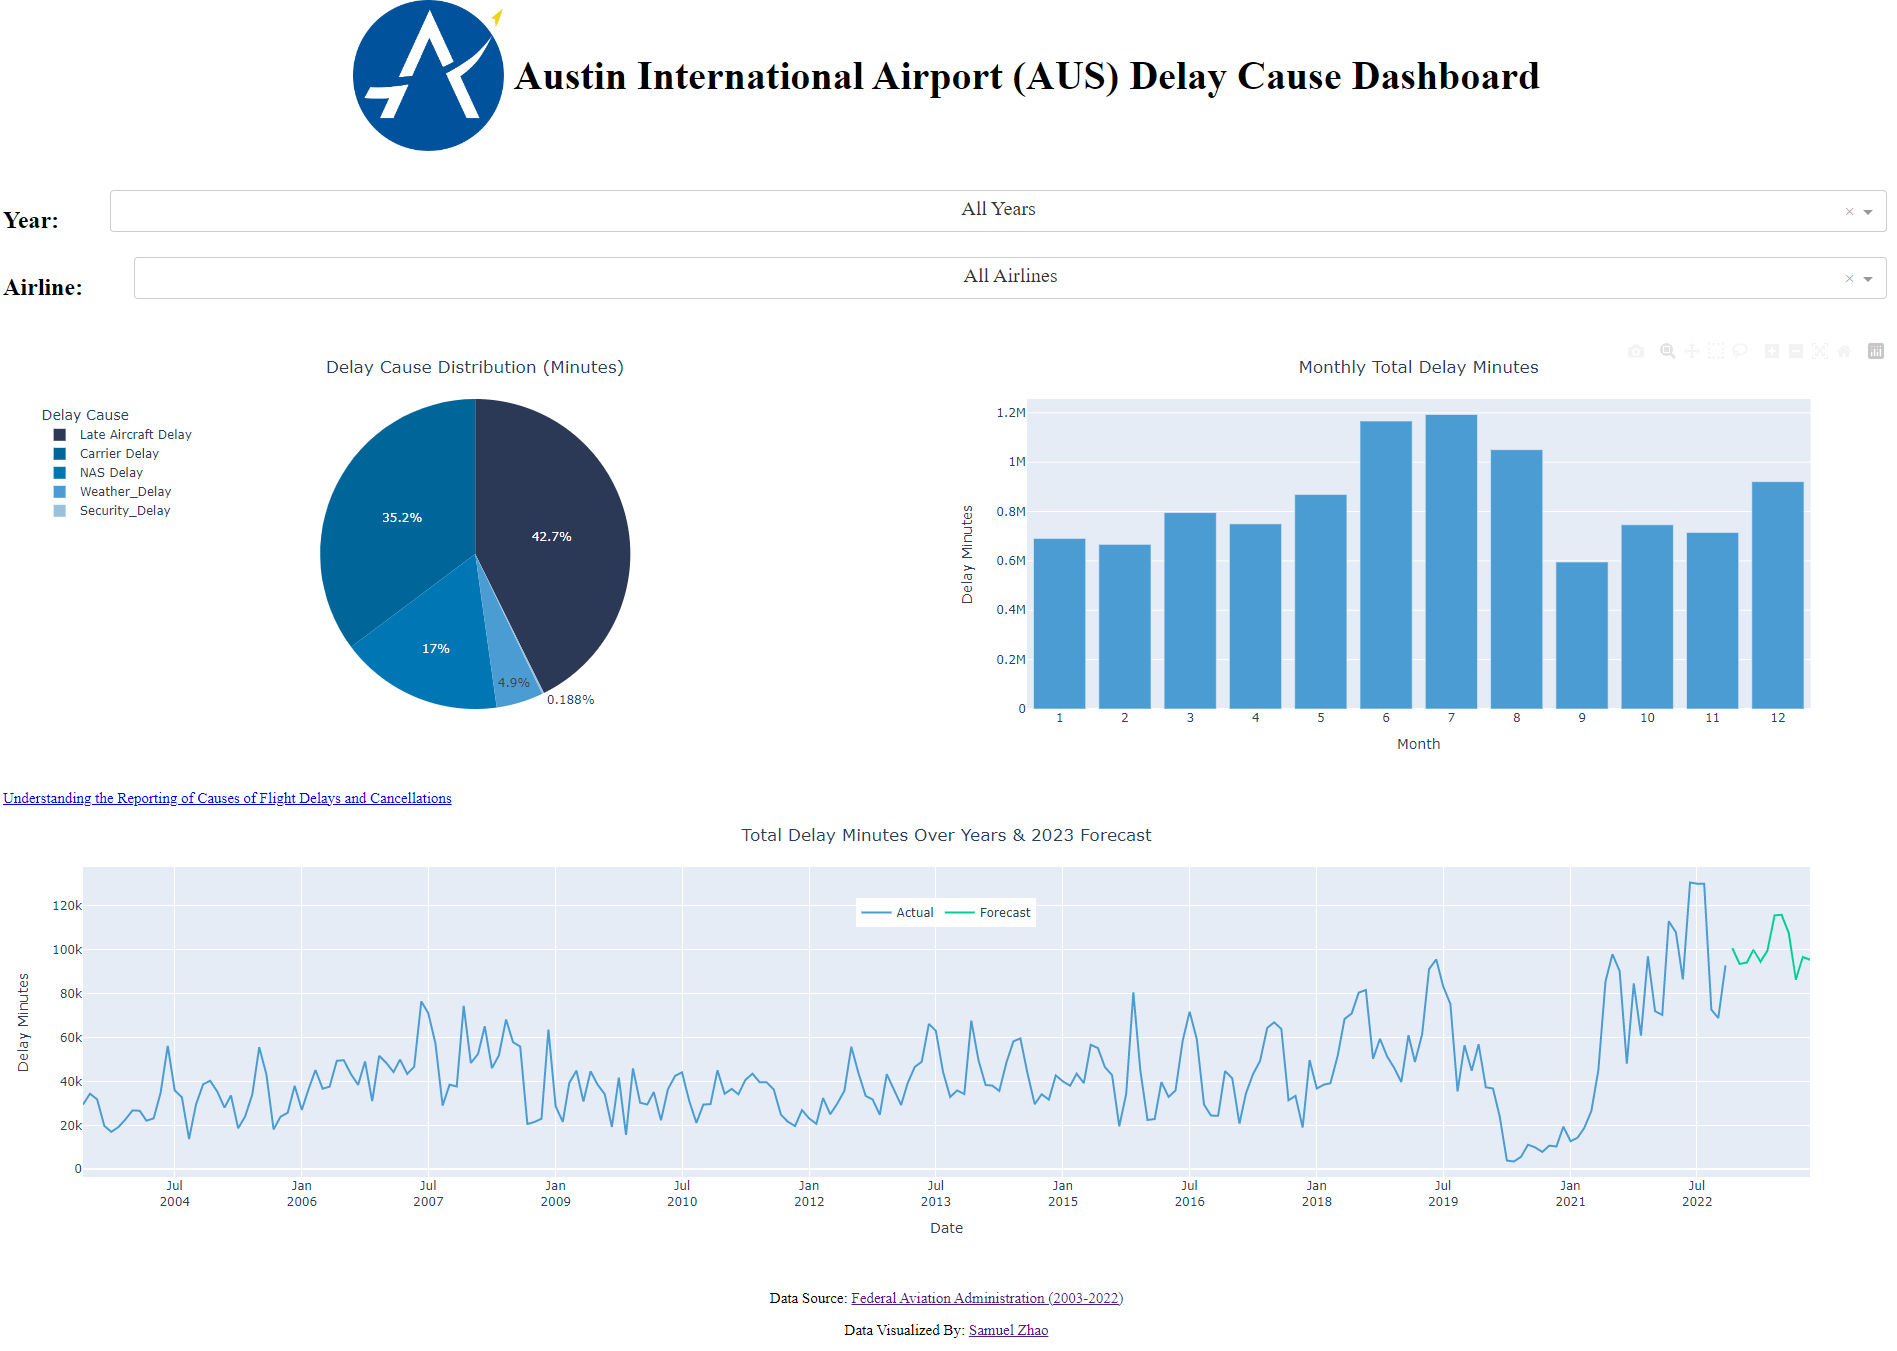 Austin International Airport (AUS) Delay Cause Dashboard
Year:
All Years
×
Airline:
All Airlines
×
Delay Cause Distribution (Minutes)
Delay Cause
Late Aircraft Delay
Carrier Delay
NAS Delay
Weather_Delay
Security_Delay
35.2%
42.7%
17%
4.9%
0.188%
Monthly Total Delay Minutes
Delay Minutes
1.2M
1M
0.8M
0.6M
0.4M
0.2M
0
1 2 3 4 5 6 7 8 9 10 11 12
Month
Understanding the Reporting of Causes of Flight Delays and Cancellations
Total Delay Minutes Over Years & 2023 Forecast
Actual Forecast
Delay Minutes
120k
100k
80k
60k
40k
20k
0
Jul Jan Jul Jan Jul Jan Jul Jan Jul Jan Jul Jan Jul
2004 2006 2007 2009 2010 2012 2013 2015 2016 2018 2019 2021 2022
Date
Data Source: Federal Aviation Administration (2003-2022)
Data Visualized By: Samuel Zhao